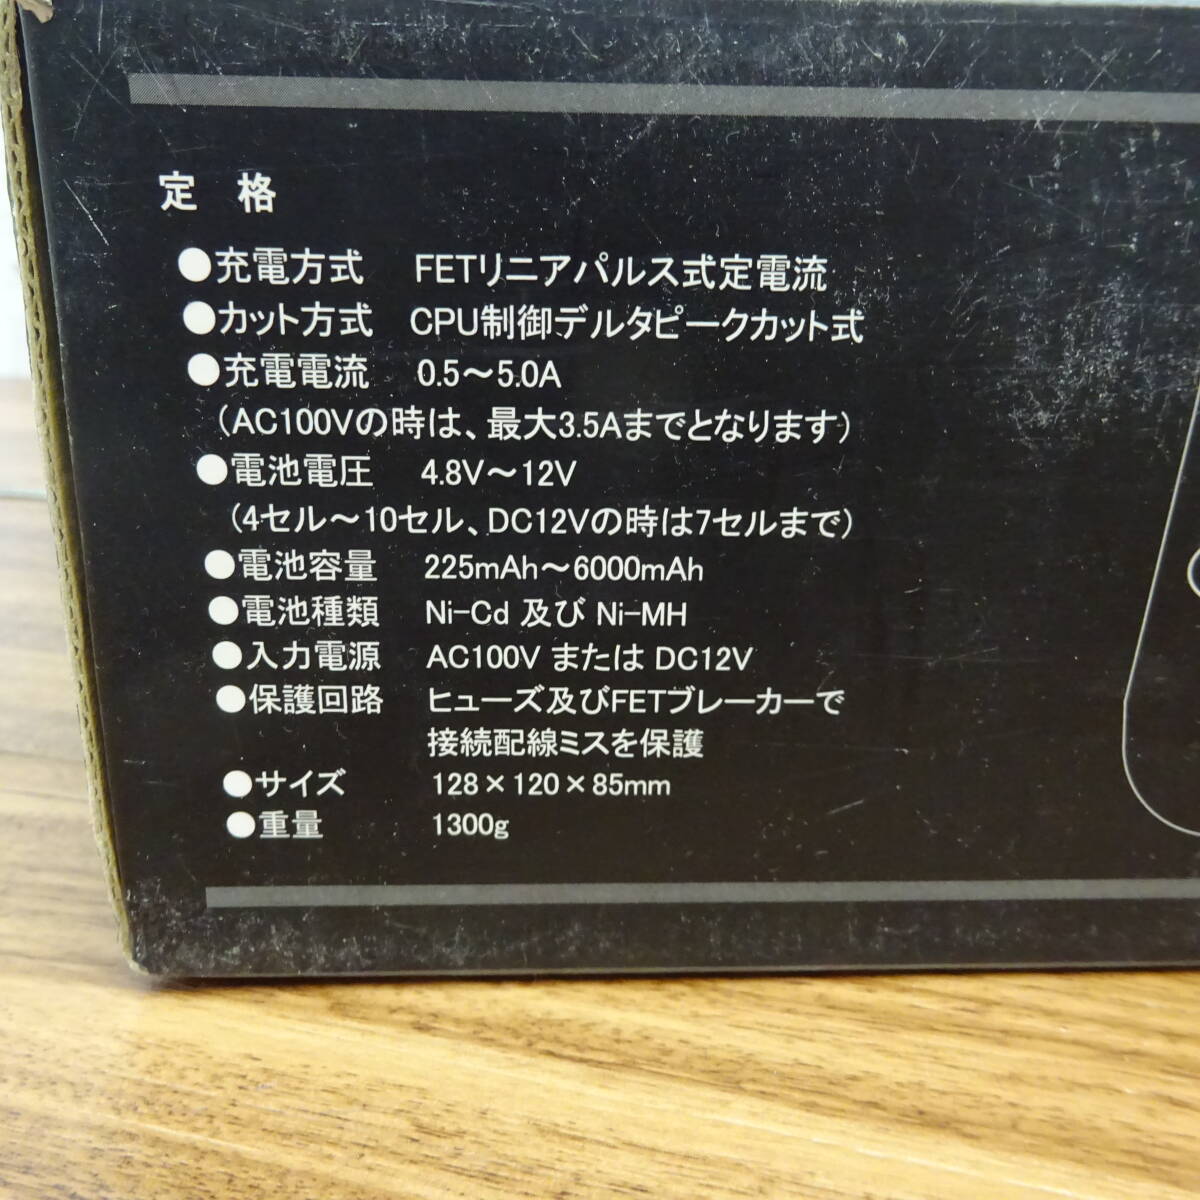 定 格
●充電方式 FETリニアパルス式定電流
●カット方式 CPU制御デルタピークカット式
●充電電流 0.5～5.0A
（AC100Vの時は、最大3.5Aまでとなります）
●電池電圧 4.8V～12V
（4セル～10セル、DC12Vの時は7セルまで）
●電池容量 225mAh～6000mAh
●電池種類 Ni-Cd 及び Ni-MH
●入力電源 AC100V または DC12V
●保護回路 ヒューズ及びFETブレーカーで
接続配線ミスを保護
●サイズ 128×120×85mm
●重量 1300g